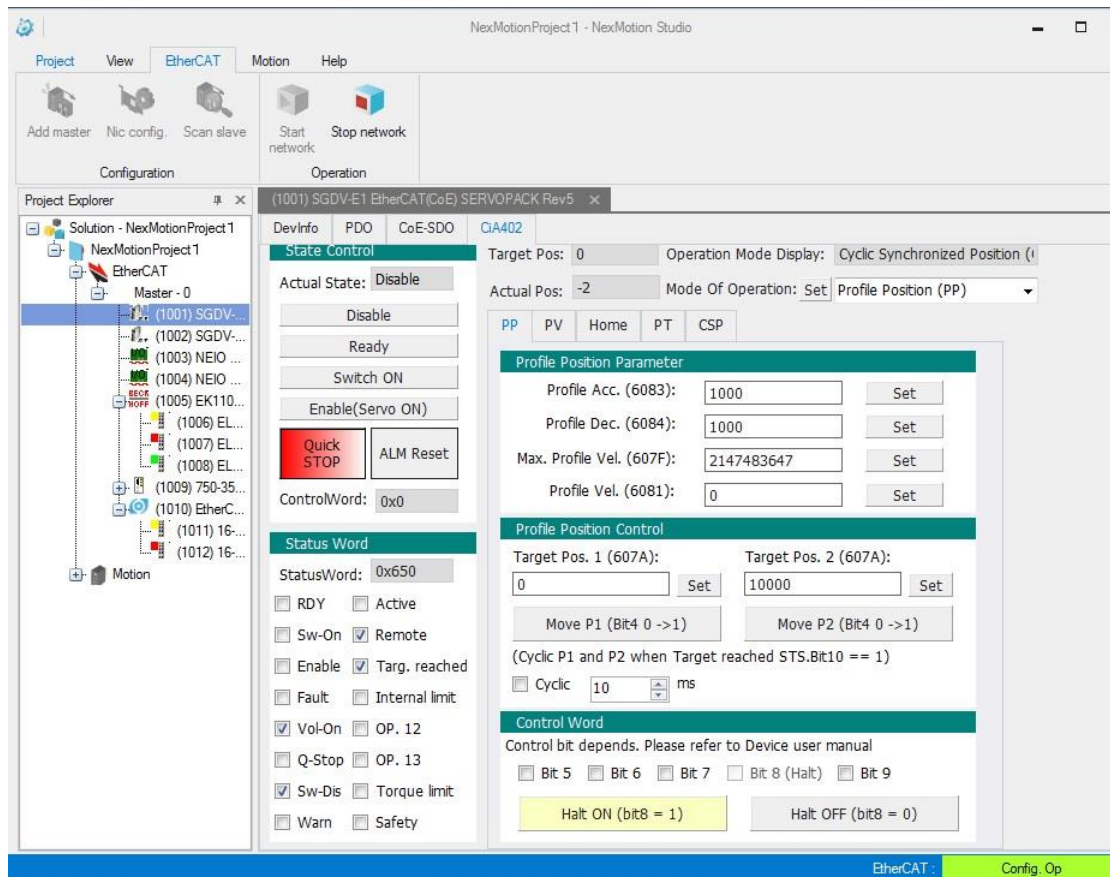 NexMotionProject1 - NexMotion Studio
Project View EtherCAT Motion Help
Add master Nic config. Scan slave Start network Stop network
Configuration Operation
Project Explorer
Solution - NexMotionProject1
NexMotionProject1
EtherCAT
Master - 0
(1001) SGDV-...
(1002) SGDV-...
(1003) NEIO ...
(1004) NEIO ...
BECK HOFF (1005) EK110...
(1006) EL...
(1007) EL...
(1008) EL...
(1009) 750-35...
(1010) EtherC...
(1011) 16-...
(1012) 16-...
Motion
(1001) SGDV-E1 EtherCAT(CoE) SERVOPACK Rev5
DevInfo PDO CoE-SDO CiA402
State Control
Actual State: Disable
Disable
Ready
Switch ON
Enable(Servo ON)
Quick STOP ALM Reset
ControlWord: 0x0
Status Word
StatusWord: 0x650
RDY Active
Sw-On Remote
Enable Targ. reached
Fault Internal limit
Vol-On OP. 12
Q-Stop OP. 13
Sw-Dis Torque limit
Warn Safety
Target Pos: 0 Operation Mode Display: Cyclic Synchronized Position (
Actual Pos: -2 Mode Of Operation: Set Profile Position (PP)
PP PV Home PT CSP
Profile Position Parameter
Profile Acc. (6083): 1000 Set
Profile Dec. (6084): 1000 Set
Max. Profile Vel. (607F): 2147483647 Set
Profile Vel. (6081): 0 Set
Profile Position Control
Target Pos. 1 (607A): Target Pos. 2 (607A):
0 Set 10000 Set
Move P1 (Bit4 0 ->1) Move P2 (Bit4 0 ->1)
(Cyclic P1 and P2 when Target reached STS.Bit10 == 1)
Cyclic 10 ms
Control Word
Control bit depends. Please refer to Device user manual
Bit 5 Bit 6 Bit 7 Bit 8 (Halt) Bit 9
Halt ON (bit8 = 1) Halt OFF (bit8 = 0)
EtherCAT : Config. Op